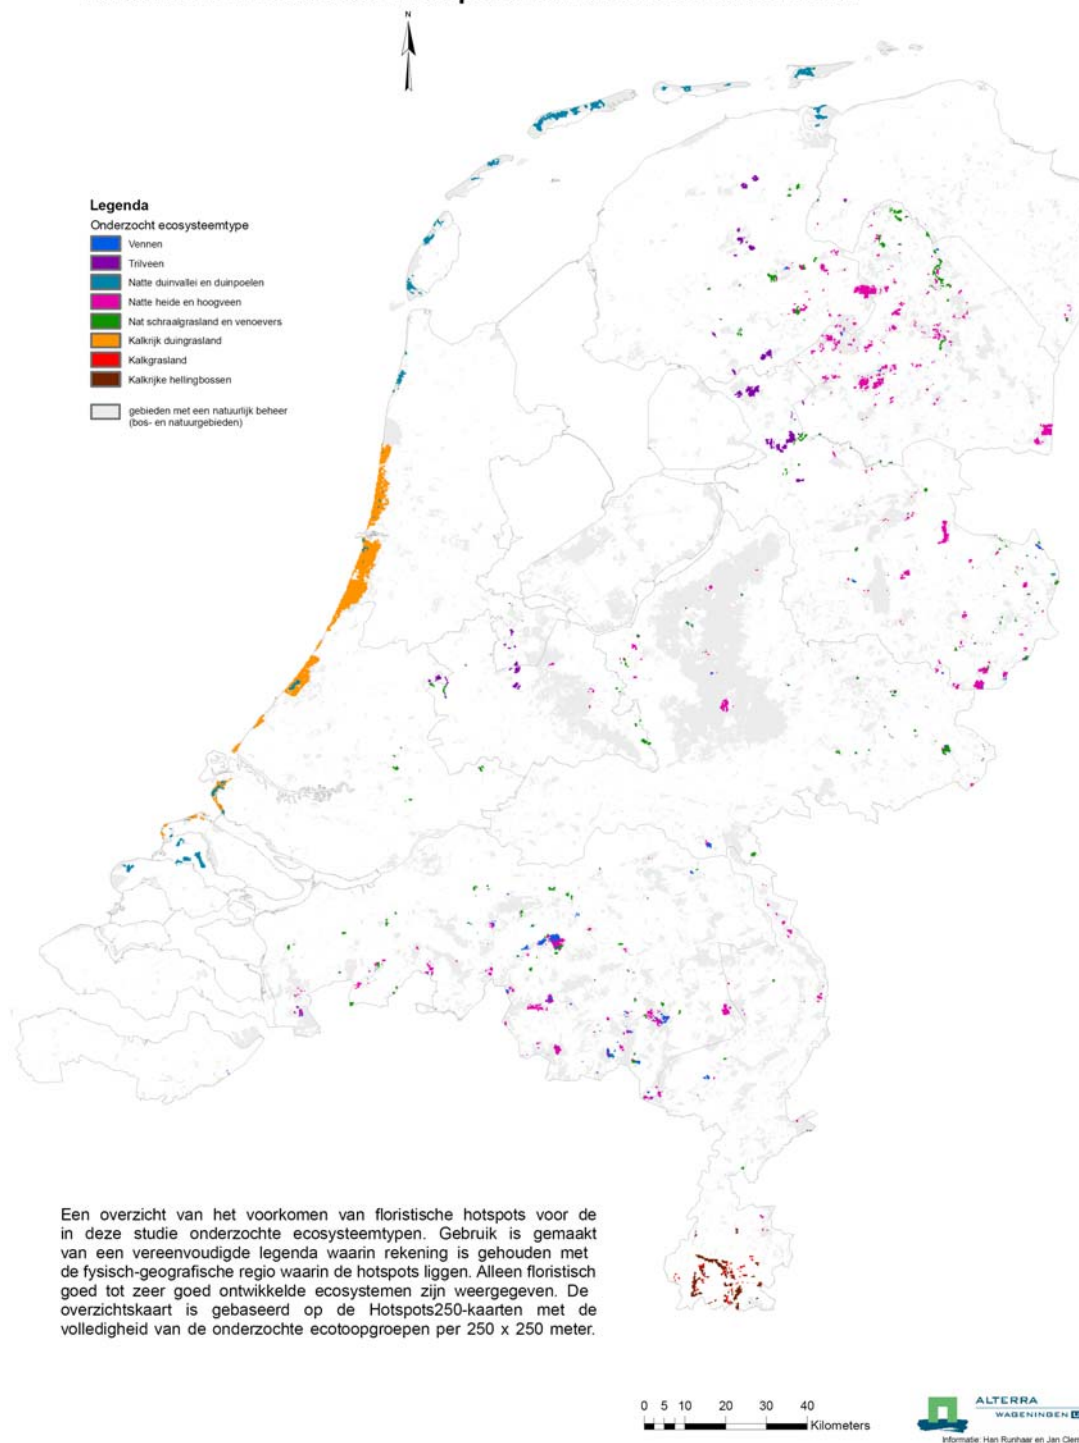 N
Legenda
Onderzocht ecosysteemtype
Vennen
Trilveen
Natte duinvallei en duinpoelen
Natte heide en hoogveen
Nat schraalgrasland en venoevers
Kalkrijk duingrasland
Kalkgrasland
Kalkrijke hellingbossen
gebieden met een natuurlijk beheer
(bos- en natuurgebieden)
Een overzicht van het voorkomen van floristische hotspots voor de
in deze studie onderzochte ecosysteemtypen. Gebruik is gemaakt
van een vereenvoudigde legenda waarin rekening is gehouden met
de fysisch-geografische regio waarin de hotspots liggen. Alleen floristisch
goed tot zeer goed ontwikkelde ecosystemen zijn weergegeven. De
overzichtskaart is gebaseerd op de Hotspots250-kaarten met de
volledigheid van de onderzochte ecotoopgroepen per 250 x 250 meter.
0 5 10 20 30 40
Kilometers
ALTERRA
WAGENINGEN U
Informatie: Han Runhaar en Jan Clem